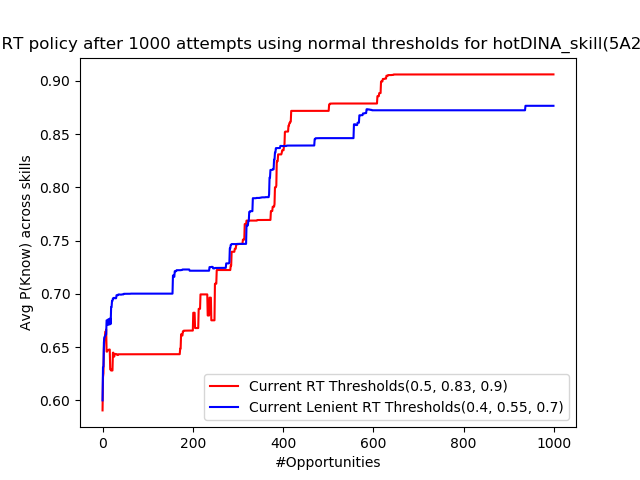 RT policy after 1000 attempts using normal thresholds for hotDINA_skill(5A2
0.90
0.85
0.80
0.75
0.70
0.65
0.60
Avg P(Know) across skills
Current RT Thresholds(0.5, 0.83, 0.9)
Current Lenient RT Thresholds(0.4, 0.55, 0.7)
0 200 400 600 800 1000
#Opportunities